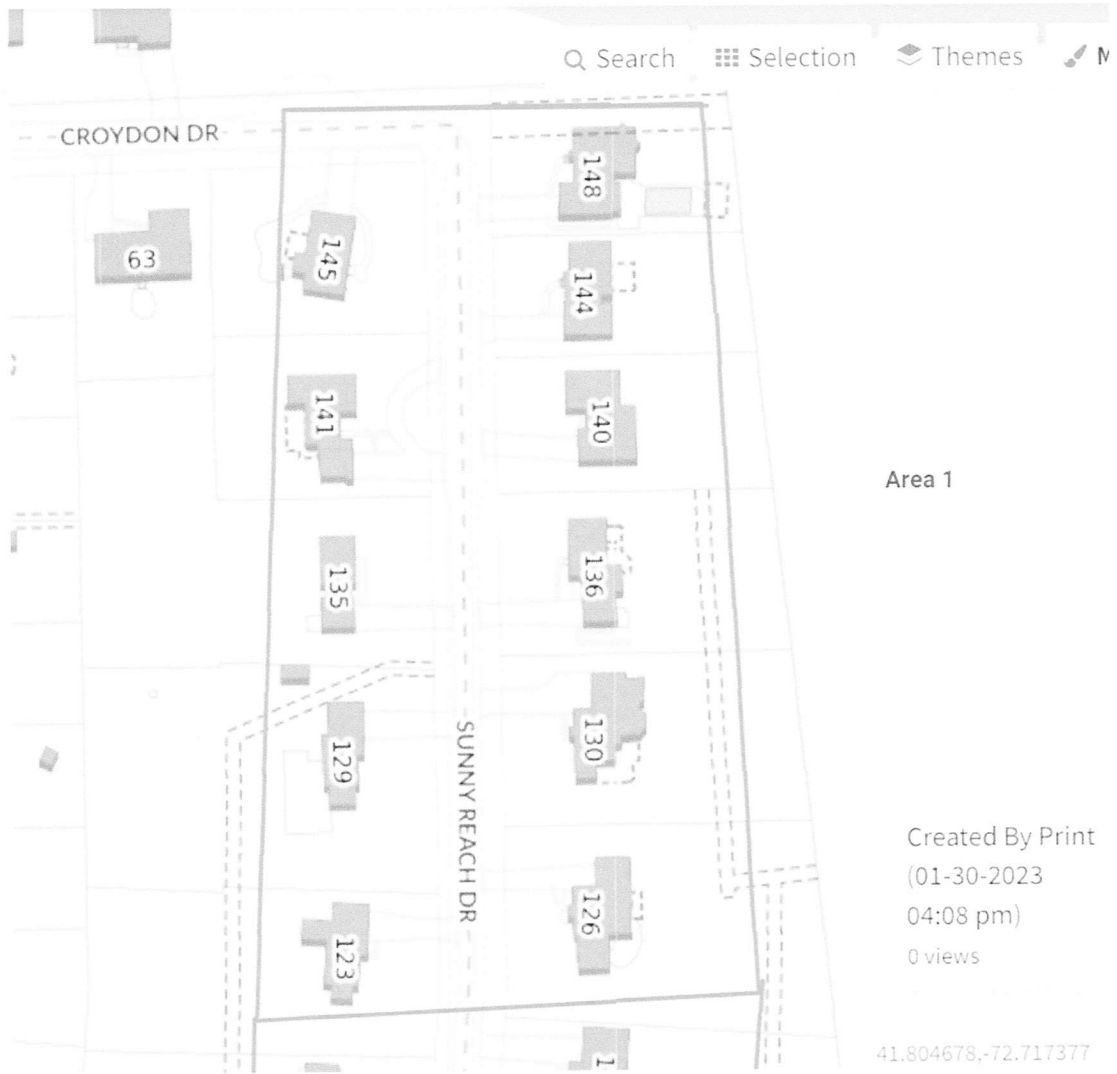 Search Selection Themes
CROYDON DR
148
63
145
144
141
140
Area 1
135
136
129
130
SUNNY REACH DR
Created By Print
(01-30-2023
04:08 pm)
0 views
126
123
41.804678,-72.717377